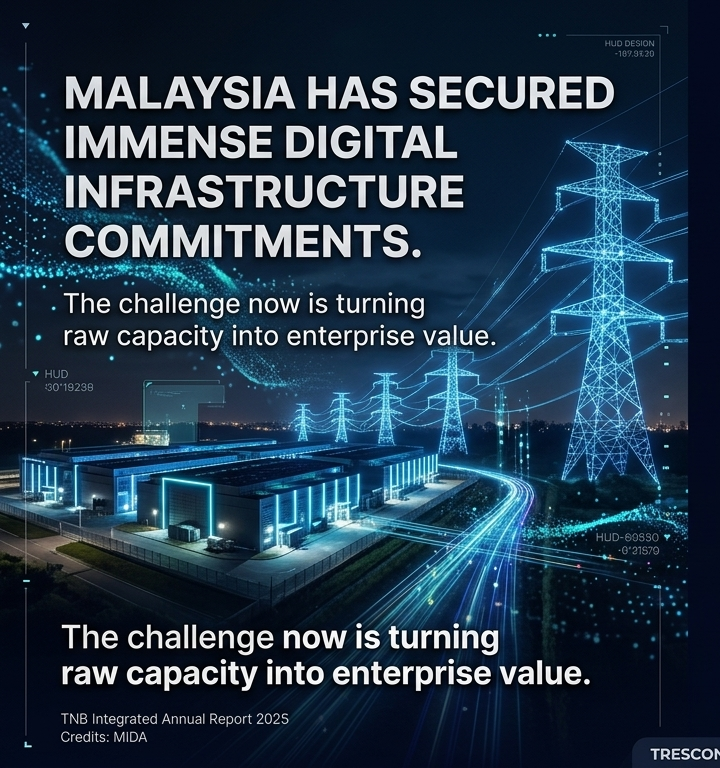 HUD DESIGN
MALAYSIA HAS SECURED
IMMENSE DIGITAL
INFRASTRUCTURE
COMMITMENTS.
The challenge now is turning
raw capacity into enterprise value.
HUD
The challenge now is turning
raw capacity into enterprise value.
TNB Integrated Annual Report 2025
Credits: MIDA